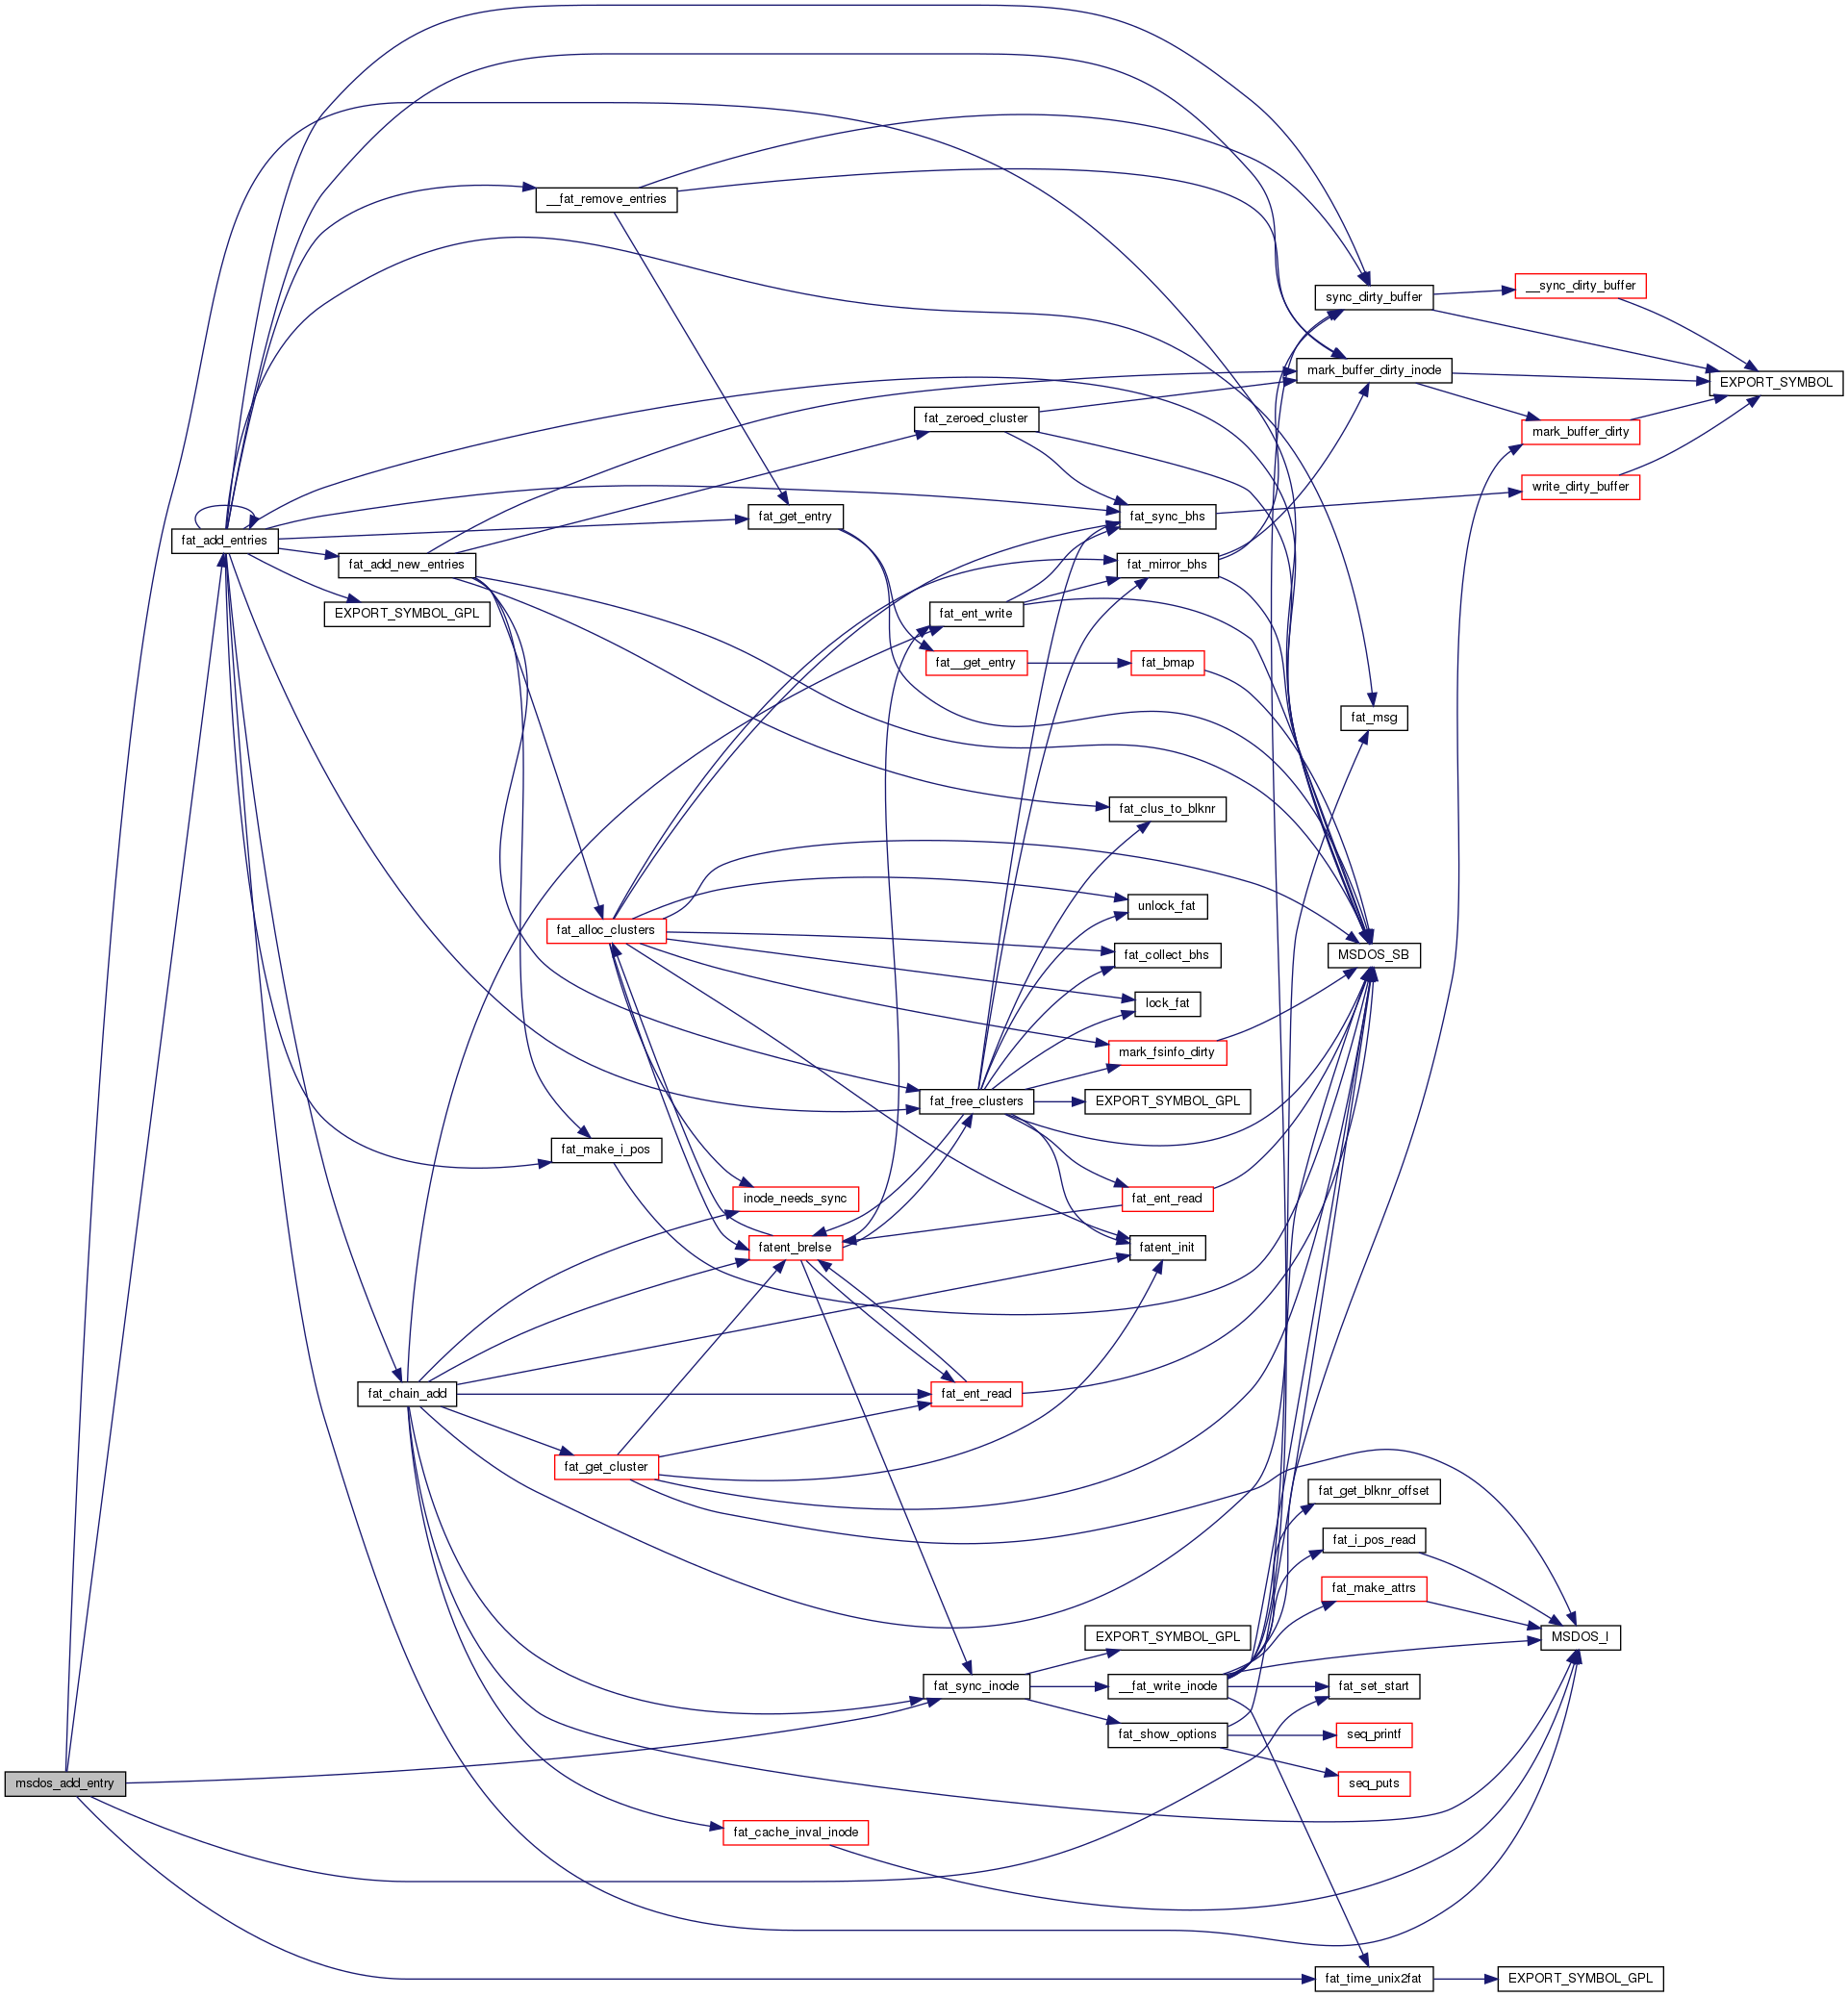 __fat_remove_entries
sync_dirty_buffer
__sync_dirty_buffer
mark_buffer_dirty_inode
EXPORT_SYMBOL
fat_zeroed_cluster
mark_buffer_dirty
write_dirty_buffer
fat_get_entry
fat_sync_bhs
fat_add_entries
fat_add_new_entries
fat_mirror_bhs
EXPORT_SYMBOL_GPL
fat_ent_write
fat__get_entry
fat_bmap
fat_msg
fat_clus_to_blknr
unlock_fat
fat_alloc_clusters
fat_collect_bhs
MSDOS_SB
lock_fat
mark_fsinfo_dirty
fat_free_clusters
EXPORT_SYMBOL_GPL
fat_make_i_pos
inode_needs_sync
fat_ent_read
fatent_brelse
fatent_init
fat_chain_add
fat_ent_read
fat_get_cluster
fat_get_blknr_offset
fat_i_pos_read
fat_make_attrs
EXPORT_SYMBOL_GPL
MSDOS_I
fat_sync_inode
__fat_write_inode
fat_set_start
fat_show_options
seq_printf
msdos_add_entry
seq_puts
fat_cache_inval_inode
fat_time_unix2fat
EXPORT_SYMBOL_GPL